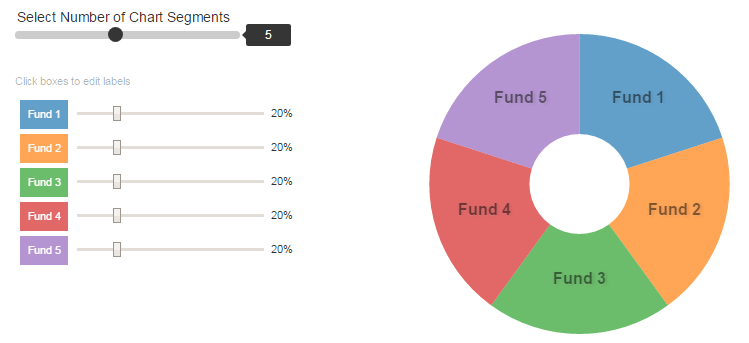 Select Number of Chart Segments
5
Click boxes to edit labels
Fund 1 20%
Fund 2 20%
Fund 3 20%
Fund 4 20%
Fund 5 20%
Fund 5 Fund 1
Fund 4 Fund 2
Fund 3